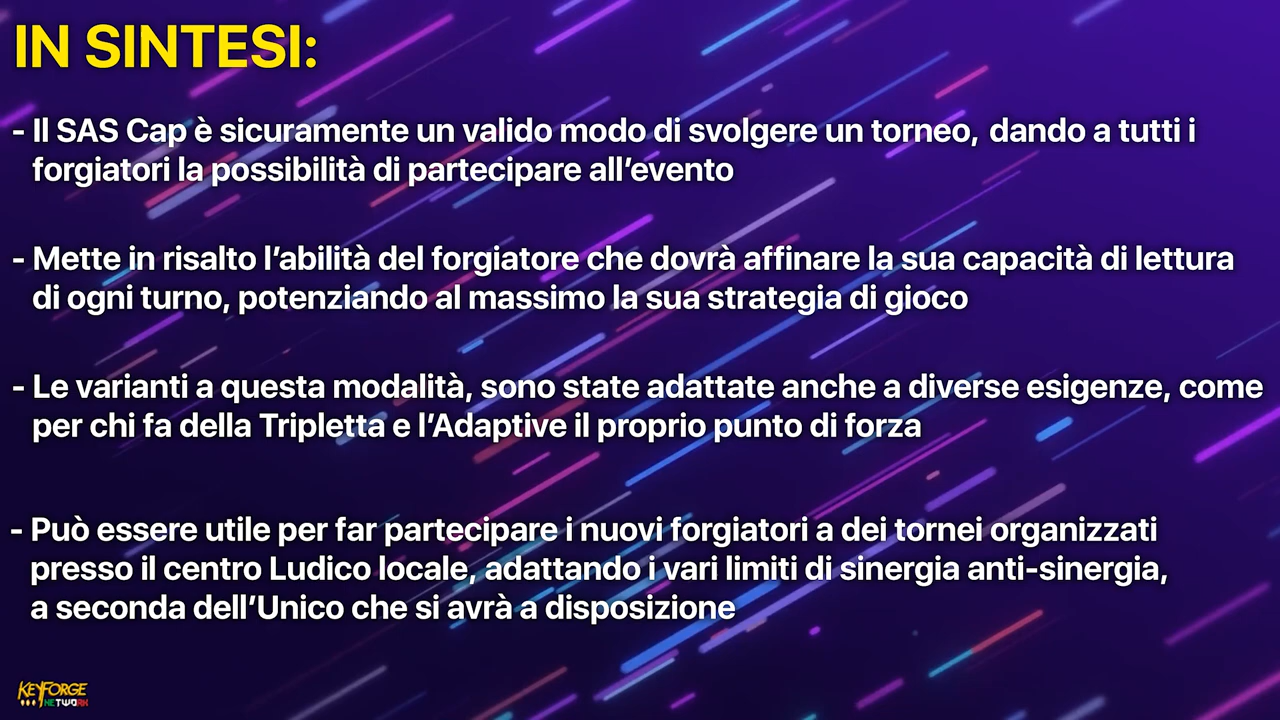 IN SINTESI:
- Il SAS Cap è sicuramente un valido modo di svolgere un torneo, dando a tutti i
forgiatori la possibilità di partecipare all’evento
- Mette in risalto l’abilità del forgiatore che dovrà affinare la sua capacità di lettura
di ogni turno, potenziando al massimo la sua strategia di gioco
- Le varianti a questa modalità, sono state adattate anche a diverse esigenze, come
per chi fa della Tripletta e l’Adaptive il proprio punto di forza
- Può essere utile per far partecipare i nuovi forgiatori a dei tornei organizzati
presso il centro Ludico locale, adattando i vari limiti di sinergia anti-sinergia,
a seconda dell’Unico che si avrà a disposizione
KEYFORGE
NETWORK